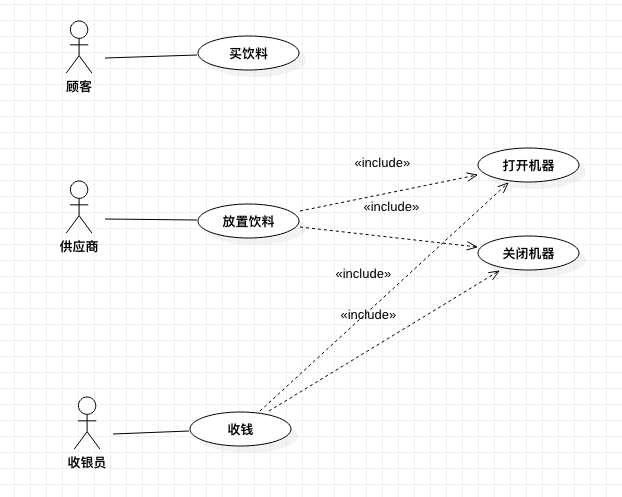 买饮料
顾客
«include»
打开机器
«include»
放置饮料
供应商
关闭机器
«include»
«include»
收钱
收银员